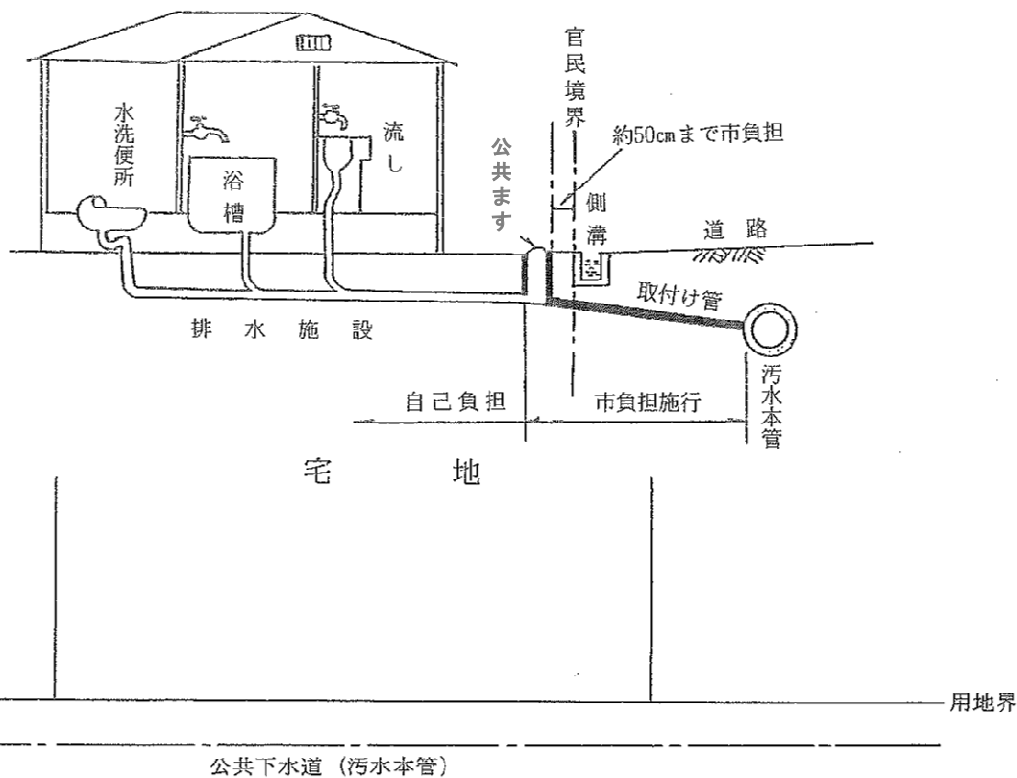 官民境界
約50cmまで市負担
水洗便所
流し
公共ます
浴槽
側溝
道路
取付け管
排水施設
汚水本管
自己負担
市負担施行
宅地
用地界
公共下水道（汚水本管）